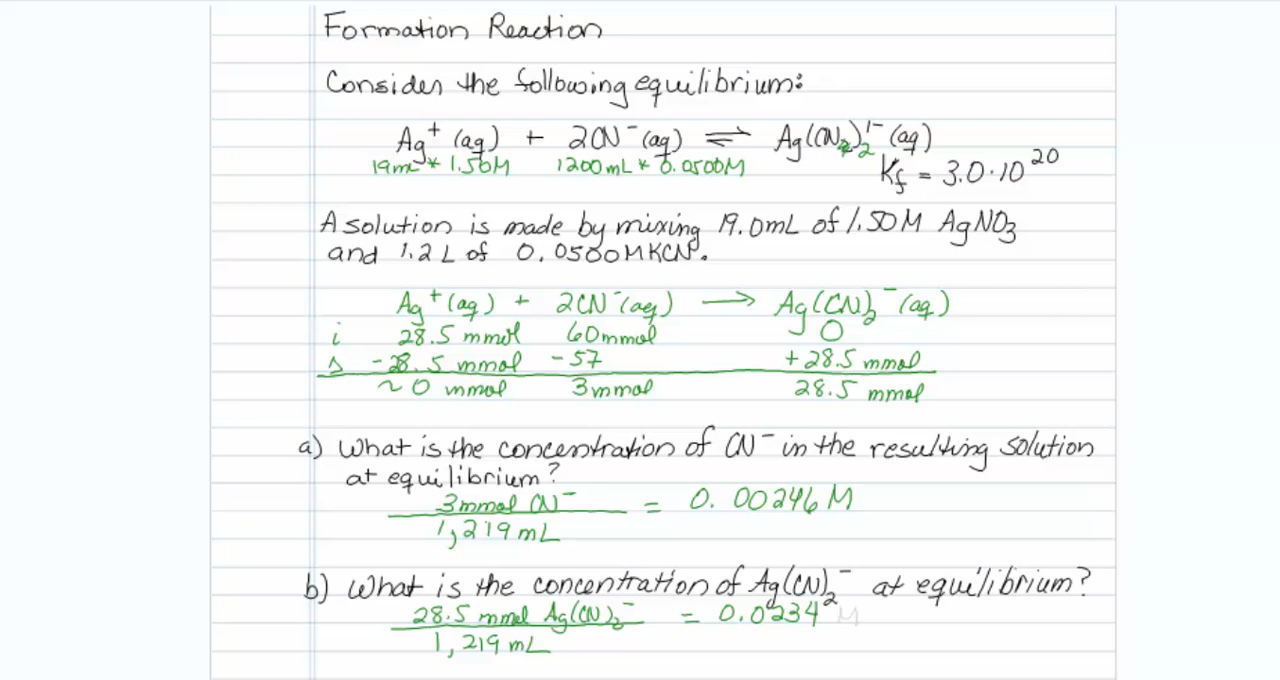 Formation Reaction
Consider the following equilibrium:
Ag⁺ (aq) + 2CN⁻ (aq) ⇌ Ag(CN)₂¹⁻ (aq)
19mL * 1.50M 1200mL * 0.0500M
Kf = 3.0·10²⁰
A solution is made by mixing 19.0mL of 1.50M AgNO₃
and 1.2 L of 0.0500M KCN.
Ag⁺(aq) + 2CN⁻(aq) → Ag(CN)₂⁻ (aq)
i 28.5 mmol 60mmol 0
Δ -28.5 mmol -57 +28.5 mmol
~0 mmol 3mmol 28.5 mmol
a) What is the concentration of CN⁻ in the resulting solution
at equilibrium?
3mmol CN⁻ = 0.00246 M
1,219 mL
b) What is the concentration of Ag(CN)₂⁻ at equilibrium?
28.5 mmol Ag(CN)₂⁻ = 0.0234 M
1,219 mL